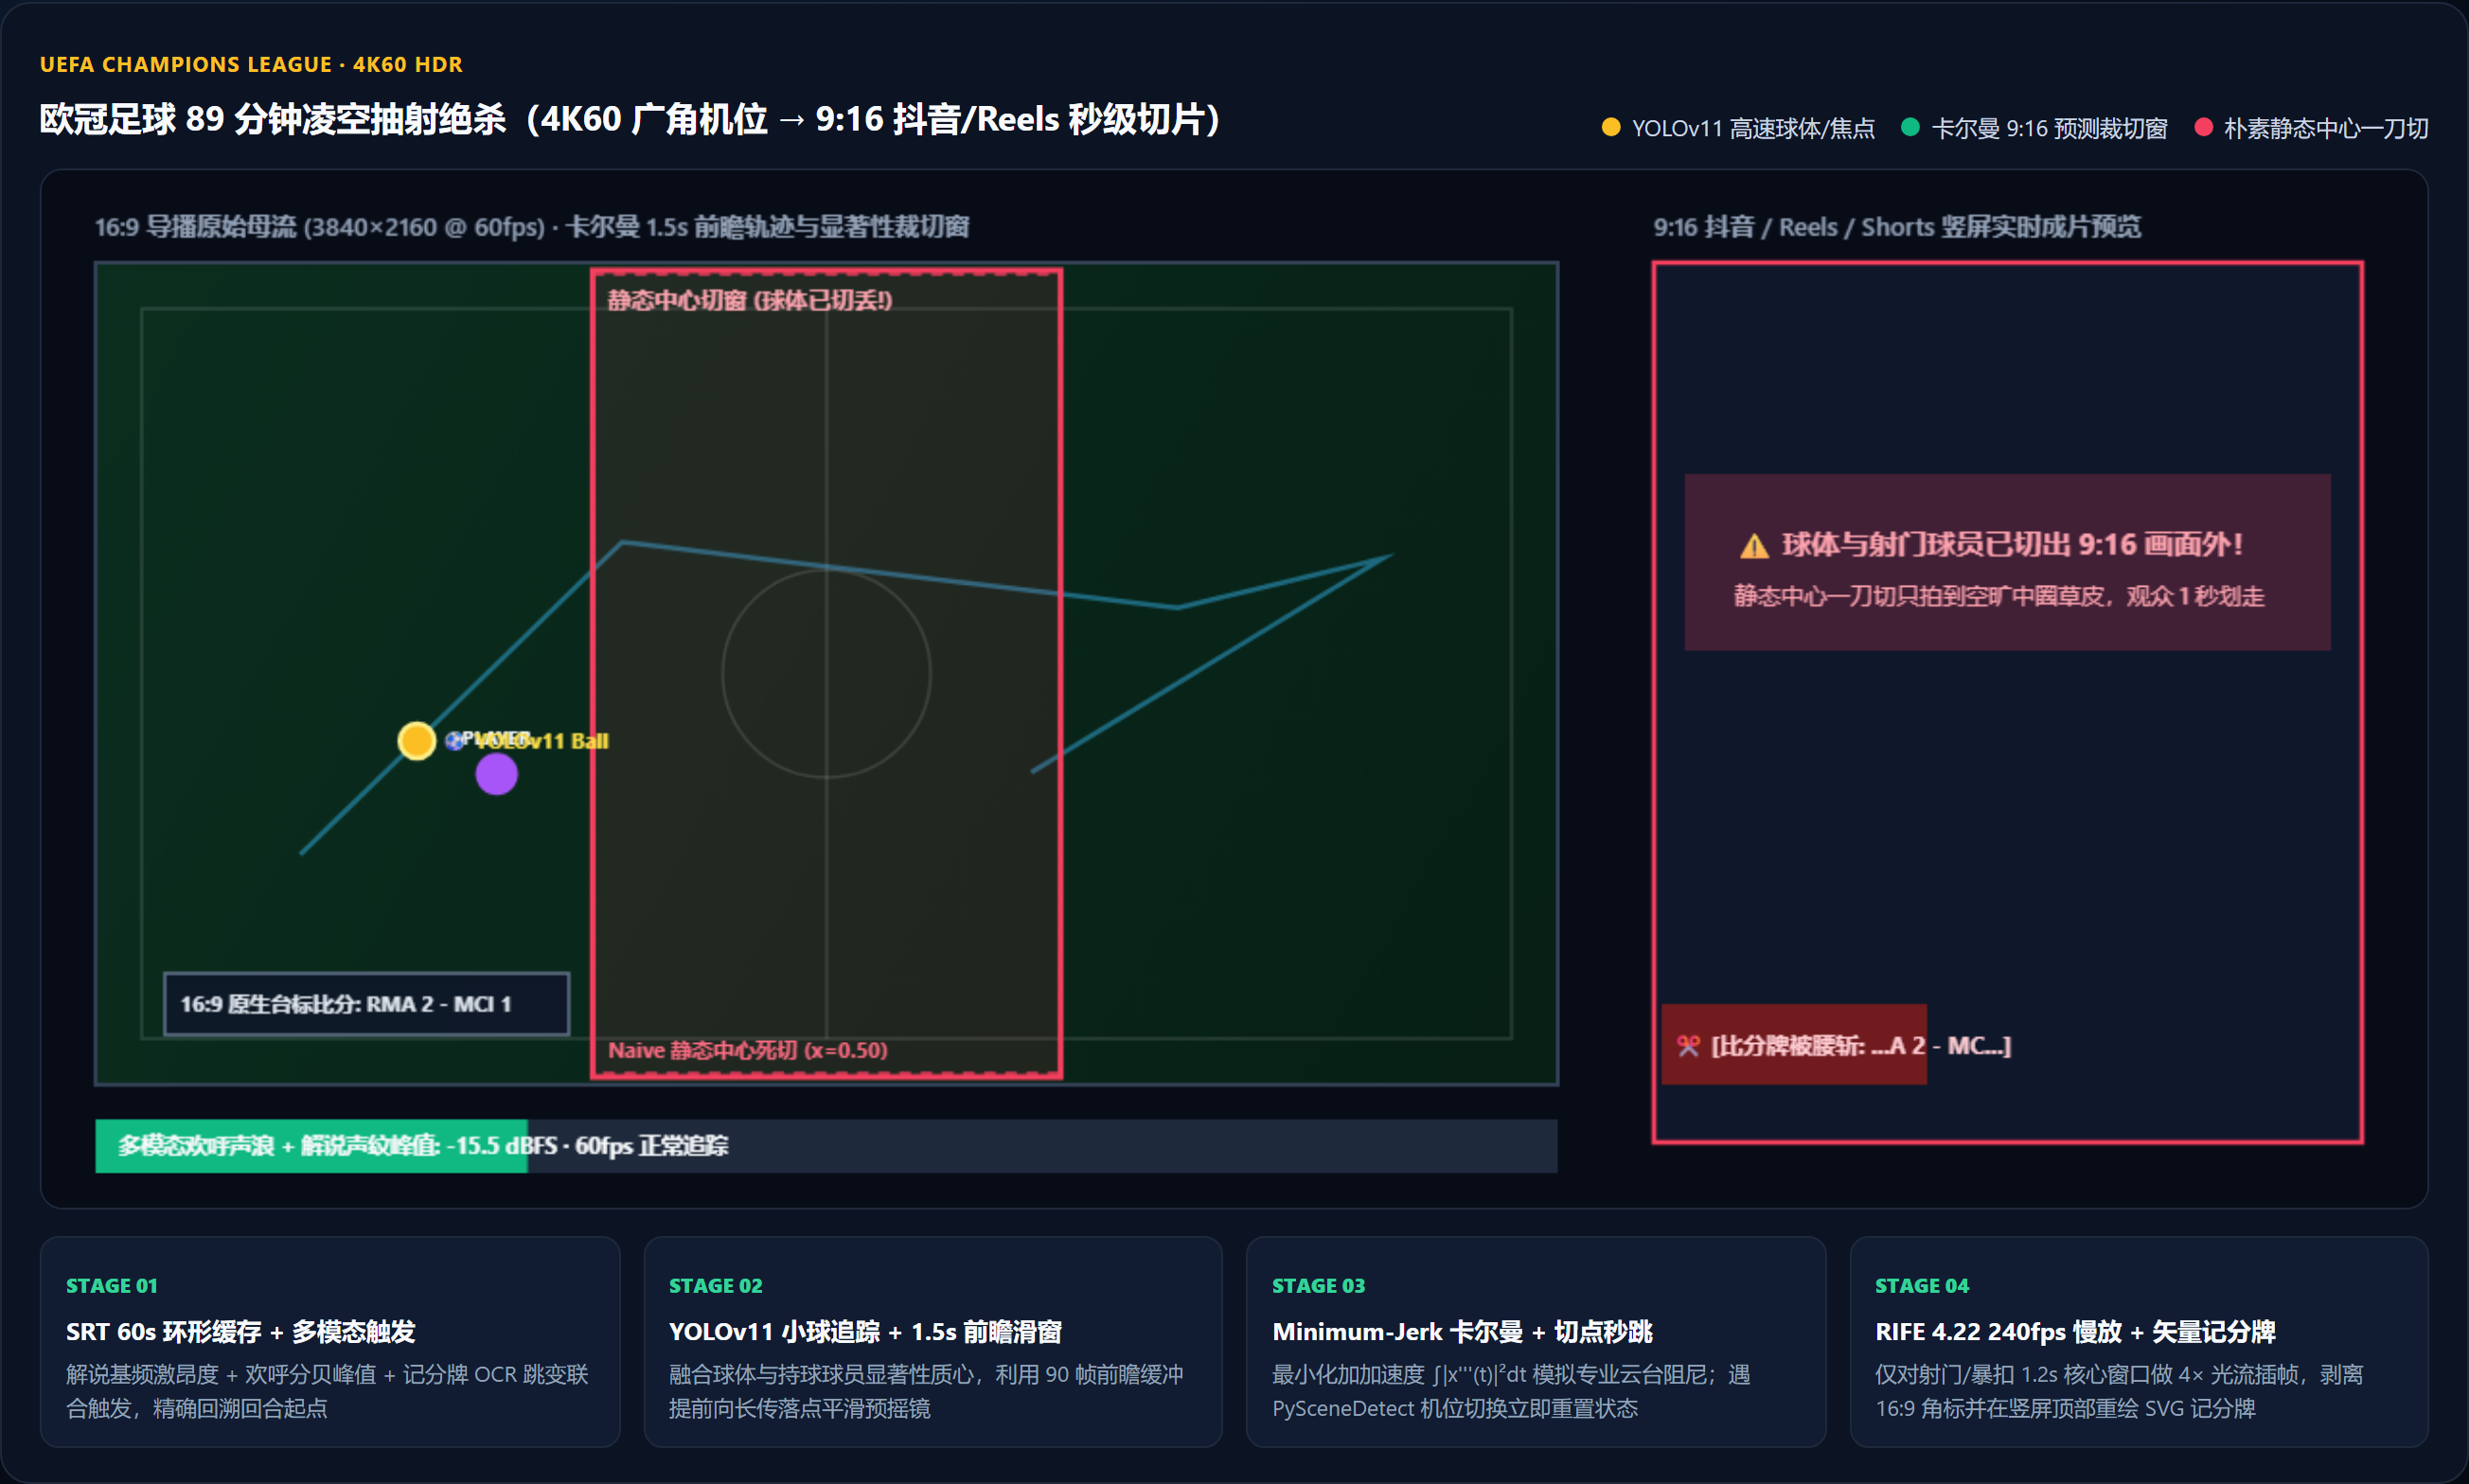 UEFA CHAMPIONS LEAGUE · 4K60 HDR
欧冠足球 89 分钟凌空抽射绝杀（4K60 广角机位 → 9:16 抖音/Reels 秒级切片）
YOLOv11 高速球体/焦点
卡尔曼 9:16 预测裁切窗
朴素静态中心一刀切
16:9 导播原始母流 (3840×2160 @ 60fps) · 卡尔曼 1.5s 前瞻轨迹与显著性裁切窗
静态中心切窗 (球体已切丢!)
PLAYER
⚽ YOLOv11 Ball
16:9 原生台标比分: RMA 2 - MCI 1
Naive 静态中心死切 (x=0.50)
多模态欢呼声浪 + 解说声纹峰值: -15.5 dBFS · 60fps 正常追踪
9:16 抖音 / Reels / Shorts 竖屏实时成片预览
⚠️ 球体与射门球员已切出 9:16 画面外！
静态中心一刀切只拍到空旷中圈草皮，观众 1 秒划走
✂️ [比分牌被腰斩: ...A 2 - MC...]
STAGE 01
SRT 60s 环形缓存 + 多模态触发
解说基频激昂度 + 欢呼分贝峰值 + 记分牌 OCR 跳变联
合触发，精确回溯回合起点
STAGE 02
YOLOv11 小球追踪 + 1.5s 前瞻滑窗
融合球体与持球球员显著性质心，利用 90 帧前瞻缓冲
提前向长传落点平滑预摇镜
STAGE 03
Minimum-Jerk 卡尔曼 + 切点秒跳
最小化加加速度 ∫|x'''(t)|²dt 模拟专业云台阻尼；遇
PySceneDetect 机位切换立即重置状态
STAGE 04
RIFE 4.22 240fps 慢放 + 矢量记分牌
仅对射门/暴扣 1.2s 核心窗口做 4× 光流插帧，剥离
16:9 角标并在竖屏顶部重绘 SVG 记分牌